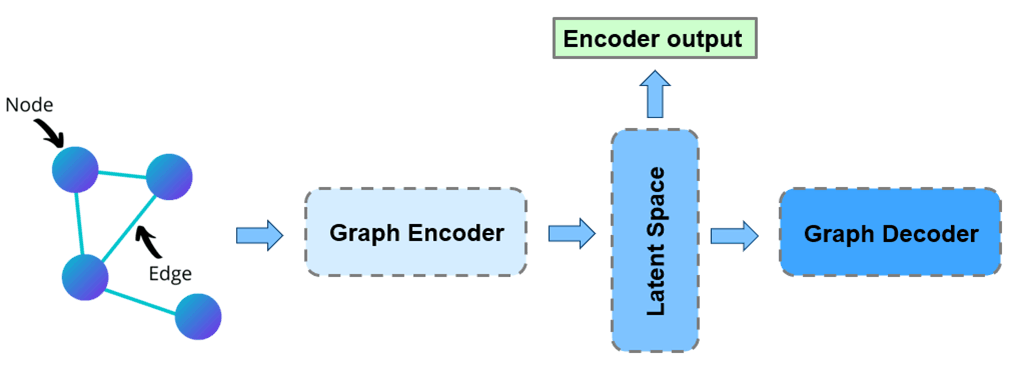 Node
Edge
Graph Encoder
Latent Space
Encoder output
Graph Decoder